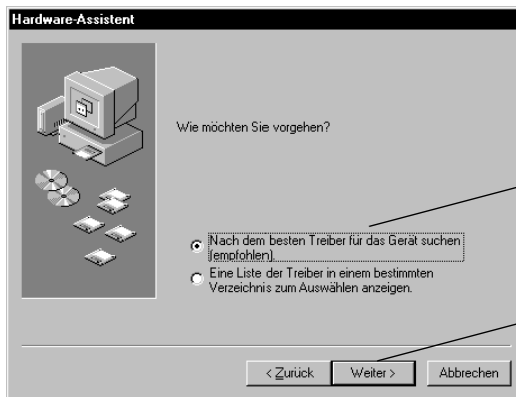 Hardware-Assistent
Wie möchten Sie vorgehen?
Nach dem besten Treiber für das Gerät suchen
(empfohlen).
Eine Liste der Treiber in einem bestimmten
Verzeichnis zum Auswählen anzeigen.
< Zurück
Weiter >
Abbrechen